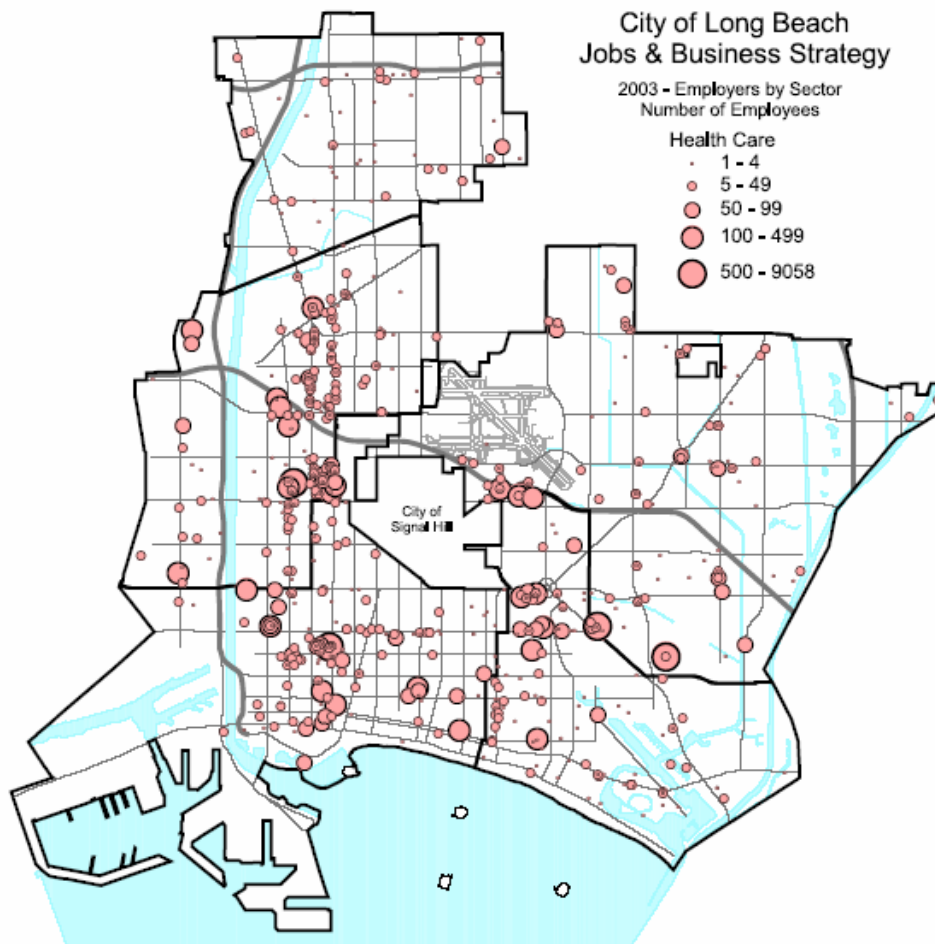 City of Long Beach
Jobs & Business Strategy
2003 - Employers by Sector
Number of Employees
Health Care
1 - 4
5 - 49
50 - 99
100 - 499
500 - 9058
City of
Signal Hill